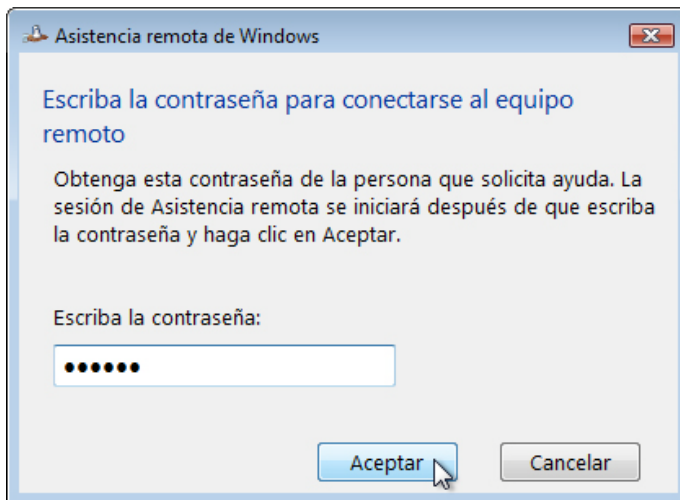 Asistencia remota de Windows
Escriba la contraseña para conectarse al equipo
remoto
Obtenga esta contraseña de la persona que solicita ayuda. La
sesión de Asistencia remota se iniciará después de que escriba
la contraseña y haga clic en Aceptar.
Escriba la contraseña:
••••••
Aceptar
Cancelar